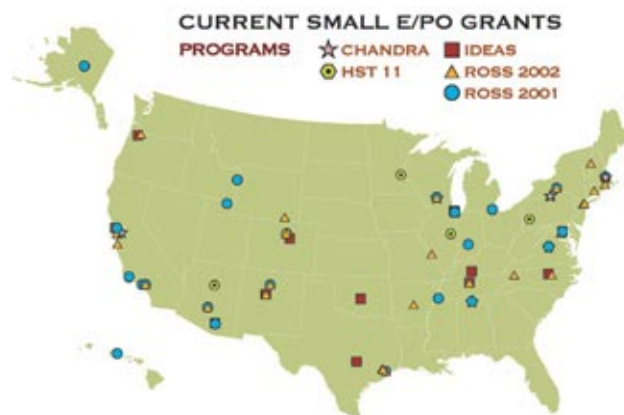 CURRENT SMALL E/PO GRANTS
PROGRAMS CHANDRA IDEAS
HST 11 ROSS 2002
ROSS 2001